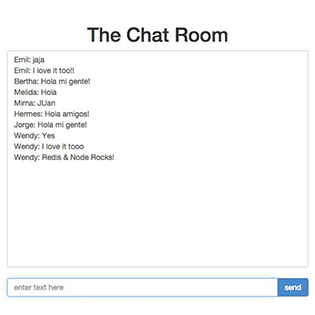 The Chat Room
Emil: jaja
Emil: I love it too!!
Bertha: Hola mi gente!
Melida: Hola
Mirna: JUan
Hermes: Hola amigos!
Jorge: Hola mi gente!
Wendy: Yes
Wendy: I love it tooo
Wendy: Redis & Node Rocks!
enter text here
send